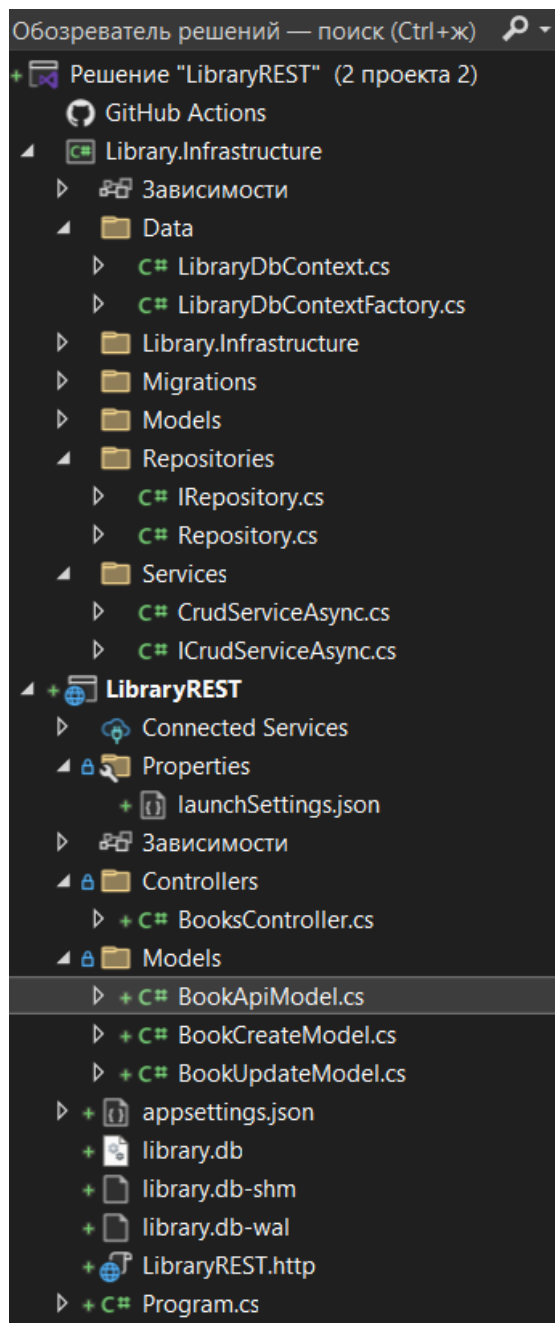 Обозреватель решений — поиск (Ctrl+ж)
Решение "LibraryREST" (2 проекта 2)
GitHub Actions
C# Library.Infrastructure
Зависимости
Data
C# LibraryDbContext.cs
C# LibraryDbContextFactory.cs
Library.Infrastructure
Migrations
Models
Repositories
C# IRepository.cs
C# Repository.cs
Services
C# CrudServiceAsync.cs
C# ICrudServiceAsync.cs
LibraryREST
Connected Services
Properties
launchSettings.json
Зависимости
Controllers
C# BooksController.cs
Models
C# BookApiModel.cs
C# BookCreateModel.cs
C# BookUpdateModel.cs
appsettings.json
library.db
library.db-shm
library.db-wal
LibraryREST.http
C# Program.cs